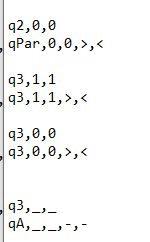 q2,0,0
qPar,0,0,>,<
q3,1,1
q3,1,1,>,<
q3,0,0
q3,0,0,>,<
q3,_,_
qA,_,_,-,-